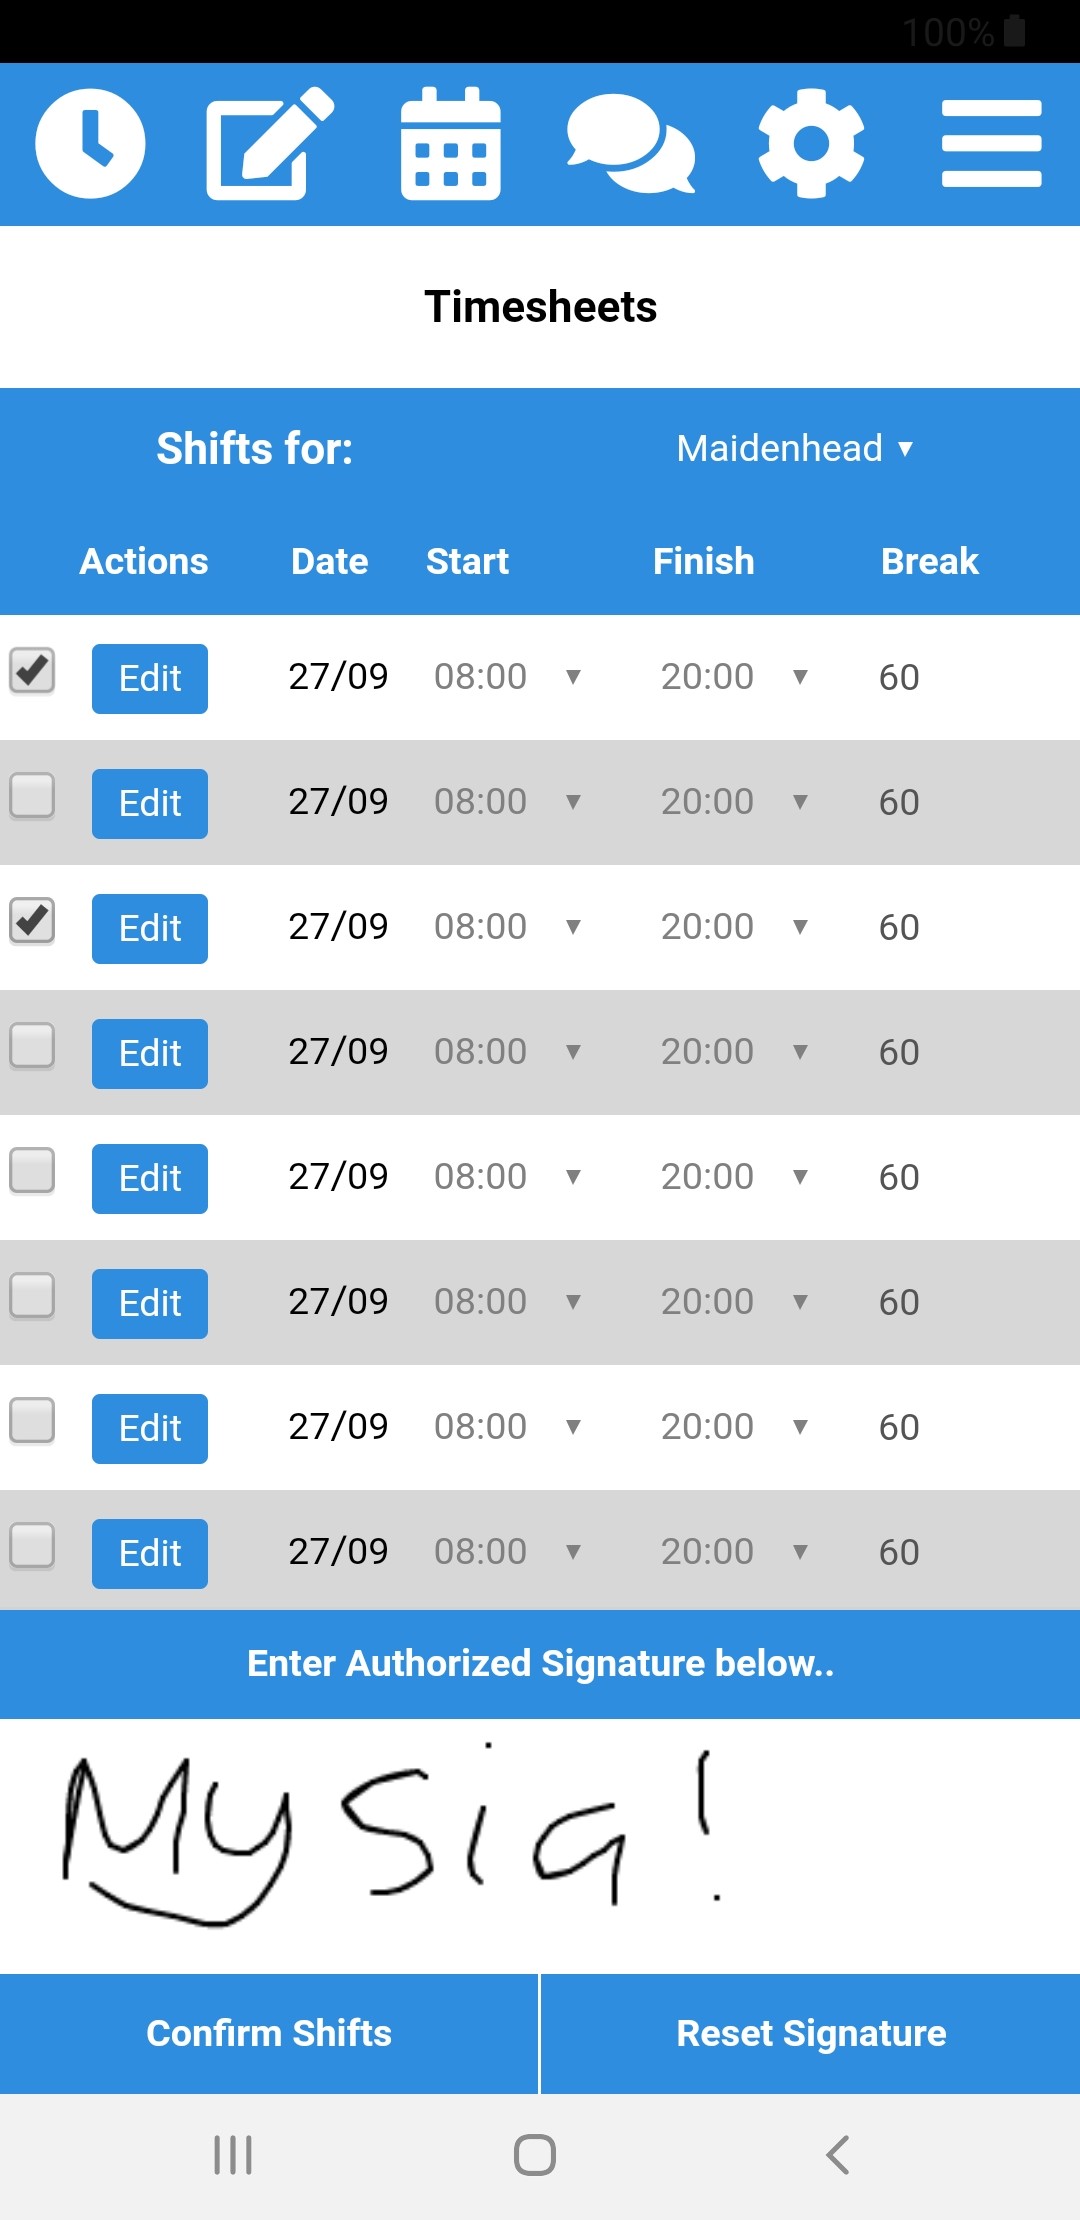 100%
Timesheets
Shifts for: Maidenhead ▼
Actions Date Start Finish Break
Edit 27/09 08:00 ▼ 20:00 ▼ 60
Edit 27/09 08:00 ▼ 20:00 ▼ 60
Edit 27/09 08:00 ▼ 20:00 ▼ 60
Edit 27/09 08:00 ▼ 20:00 ▼ 60
Edit 27/09 08:00 ▼ 20:00 ▼ 60
Edit 27/09 08:00 ▼ 20:00 ▼ 60
Edit 27/09 08:00 ▼ 20:00 ▼ 60
Edit 27/09 08:00 ▼ 20:00 ▼ 60
Enter Authorized Signature below..
My Sig!
Confirm Shifts Reset Signature